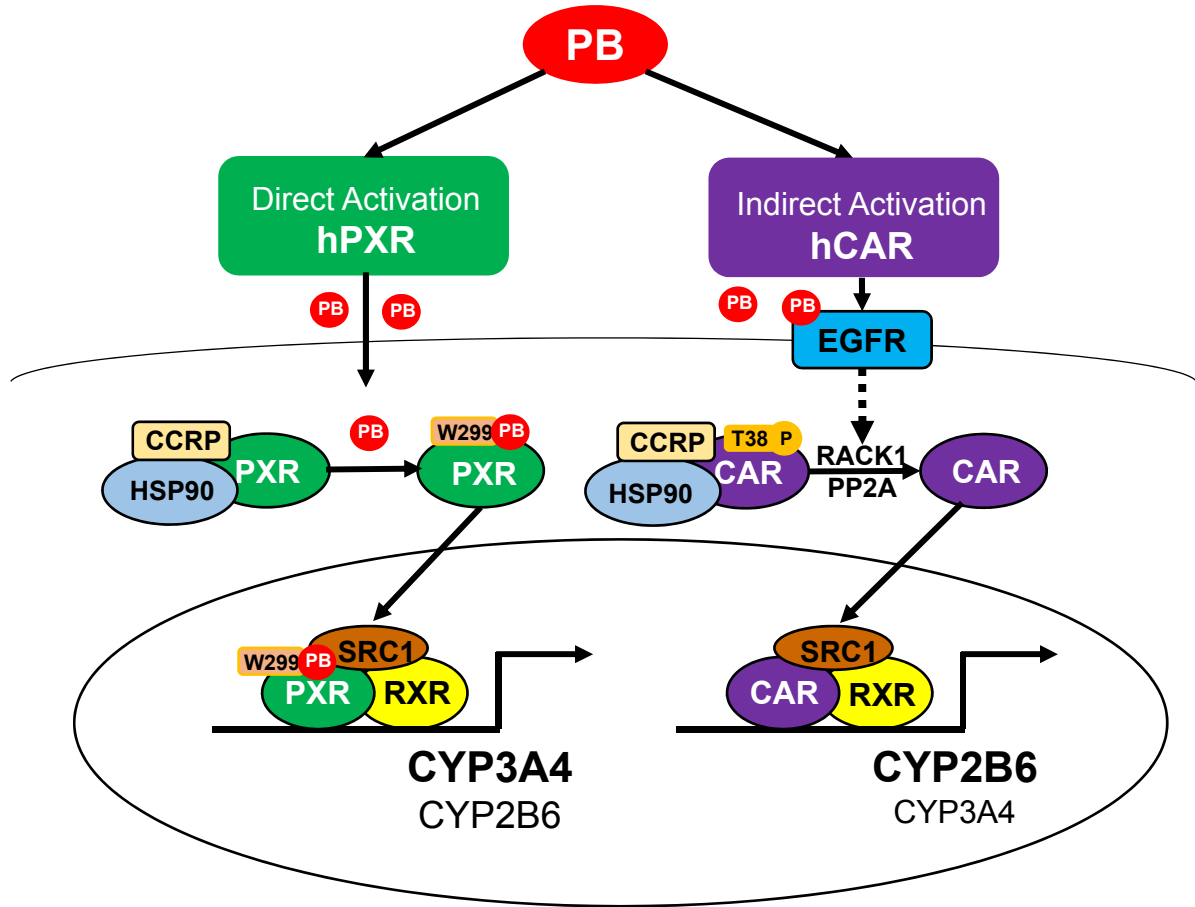 PB
Direct Activation
hPXR
Indirect Activation
hCAR
PB
PB
PB
PB
EGFR
CCRP
HSP90
PXR
PB
W299
PB
PXR
CCRP
HSP90
T38
P
CAR
RACK1
PP2A
CAR
W299
PB
SRC1
PXR
RXR
SRC1
CAR
RXR
CYP3A4
CYP2B6
CYP2B6
CYP3A4